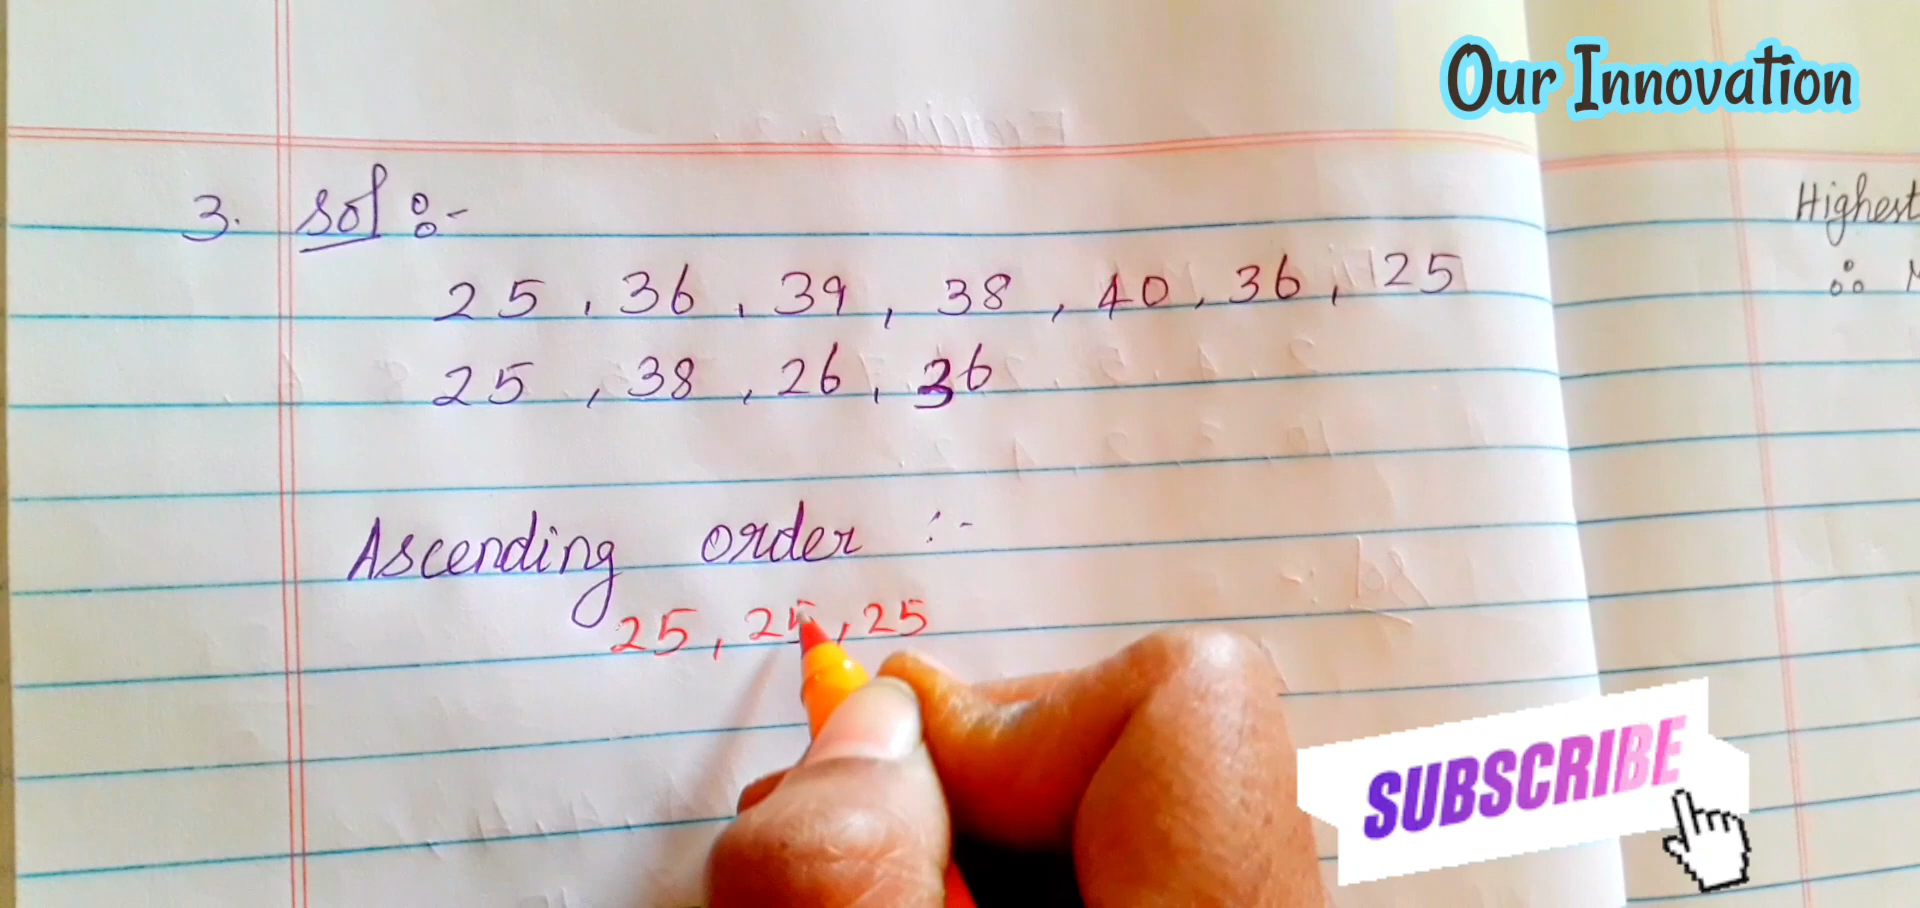 Our Innovation
3. Sol :-
25, 36, 39, 38, 40, 36, 25
25, 38, 26, 36
Ascending order :-
25, 25, 25
Highest
∴
SUBSCRIBE